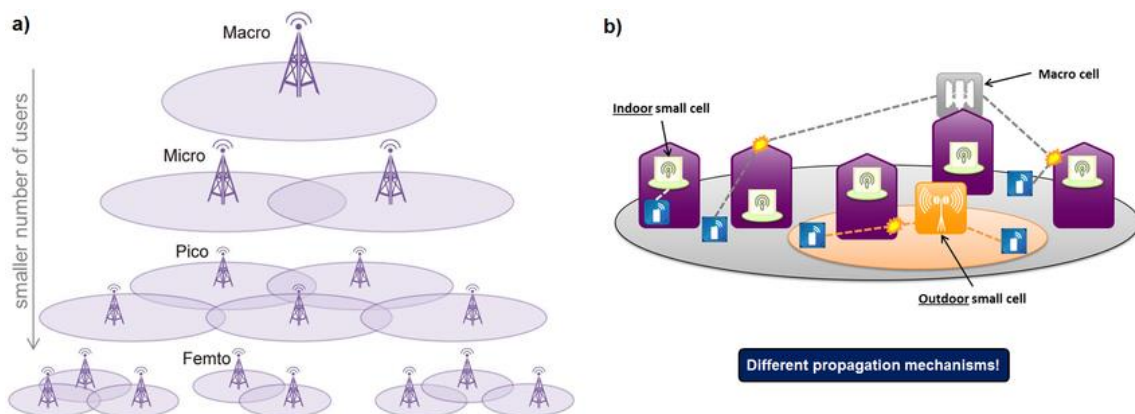 a)
Macro
smaller number of users
Micro
Pico
Femto
b)
Macro cell
Indoor small cell
Outdoor small cell
Different propagation mechanisms!